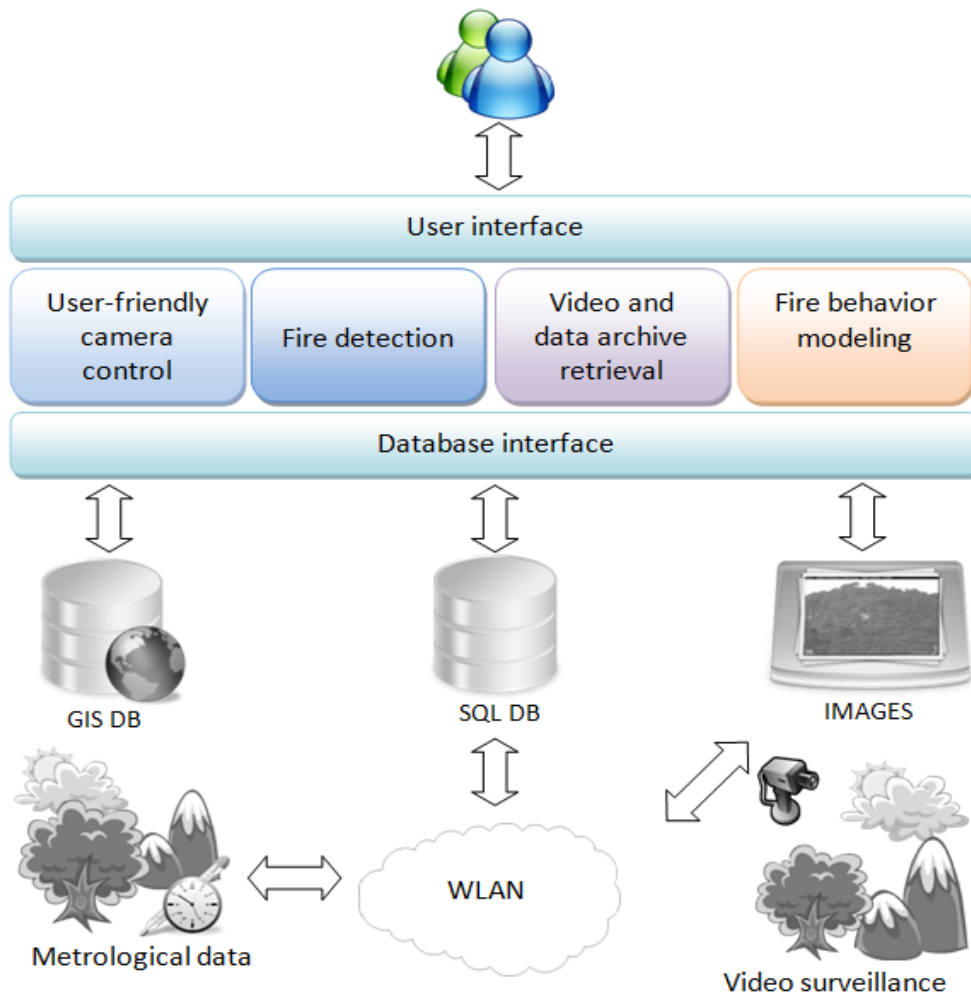 User interface
User-friendly
camera
control
Fire detection
Video and
data archive
retrieval
Fire behavior
modeling
Database interface
GIS DB
SQL DB
IMAGES
WLAN
Metrological data
Video surveillance